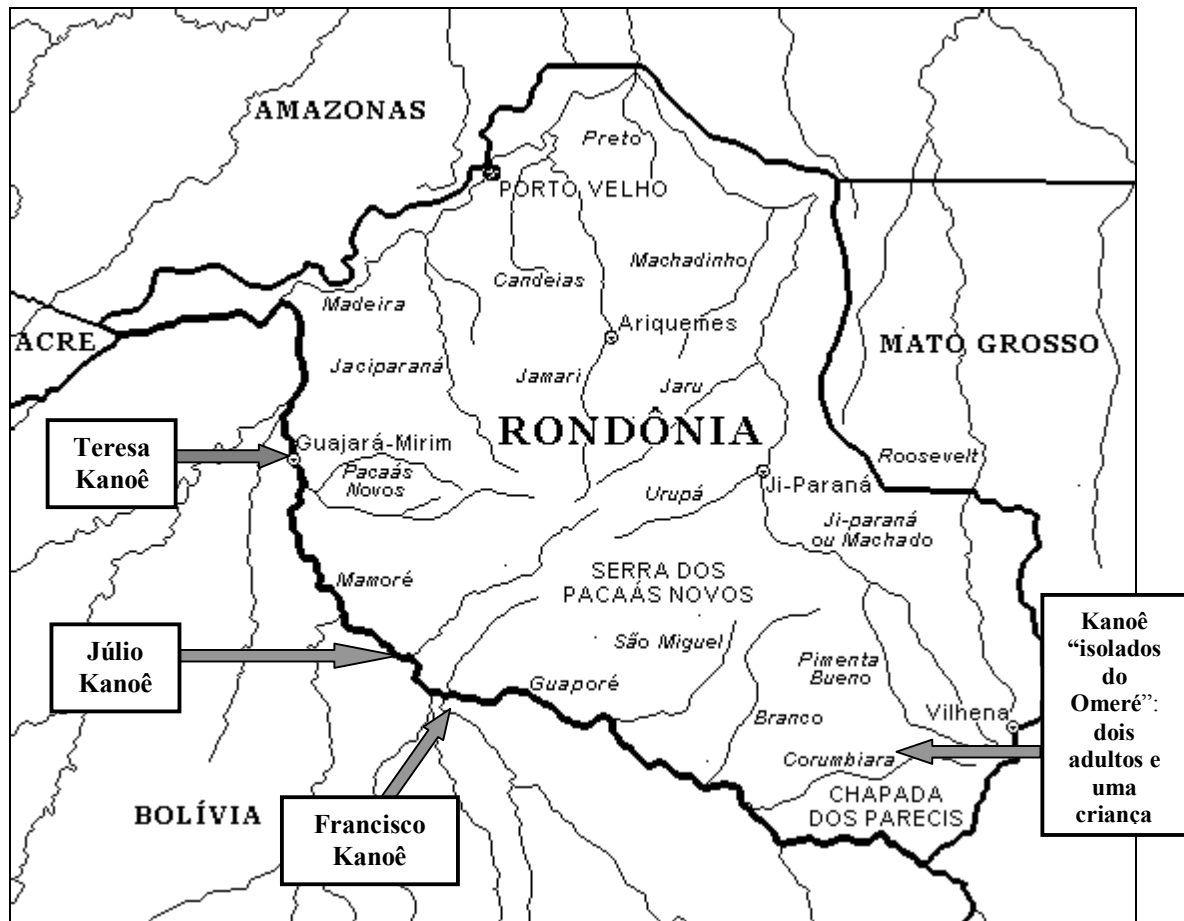 AMAZONAS
Preto
PORTO VELHO
Candeias
Machadinho
Madeira
Ariquemes
ACRE
MATO GROSSO
Jaciparaná
Jamari
Jaru
RONDÔNIA
Teresa
Kanoê
Guajará-Mirim
Pacaás
Novos
Roosevelt
Urupá
Ji-Paraná
Ji-paraná
ou Machado
Mamoré
SERRA DOS
PACAÁS NOVOS
Júlio
Kanoê
São Miguel
Guaporé
Pimenta
Bueno
Branco
Vilhena
Corumbiara
Kanoê
“isolados
do
Omeré”:
dois
adultos e
uma
criança
CHAPADA
DOS PARECIS
BOLÍVIA
Francisco
Kanoê